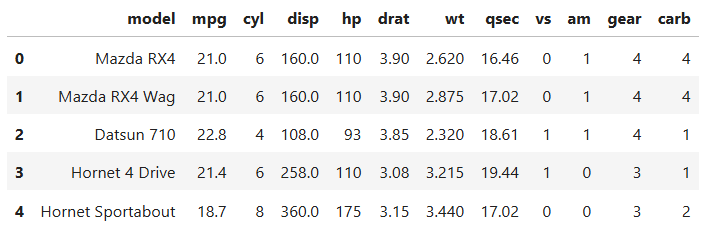 model mpg cyl disp hp drat wt qsec vs am gear carb
0 Mazda RX4 21.0 6 160.0 110 3.90 2.620 16.46 0 1 4 4
1 Mazda RX4 Wag 21.0 6 160.0 110 3.90 2.875 17.02 0 1 4 4
2 Datsun 710 22.8 4 108.0 93 3.85 2.320 18.61 1 1 4 1
3 Hornet 4 Drive 21.4 6 258.0 110 3.08 3.215 19.44 1 0 3 1
4 Hornet Sportabout 18.7 8 360.0 175 3.15 3.440 17.02 0 0 3 2